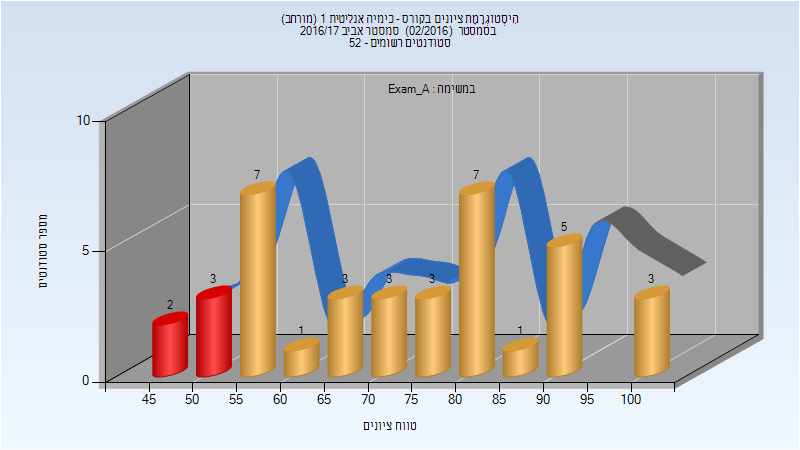 הִיסְטוֹגְרָמַת ציונים בקורס - כימיה אנליטית 1 (מורחב)
בסמסטר (02/2016) סמסטר אביב 2016/17
סטודנטים רשומים - 52
במשימה : Exam_A
מספר סטודנטים
10
5
0
2
3
7
1
3
3
3
7
1
5
3
45 50 55 60 65 70 75 80 85 90 95 100
טווח ציונים